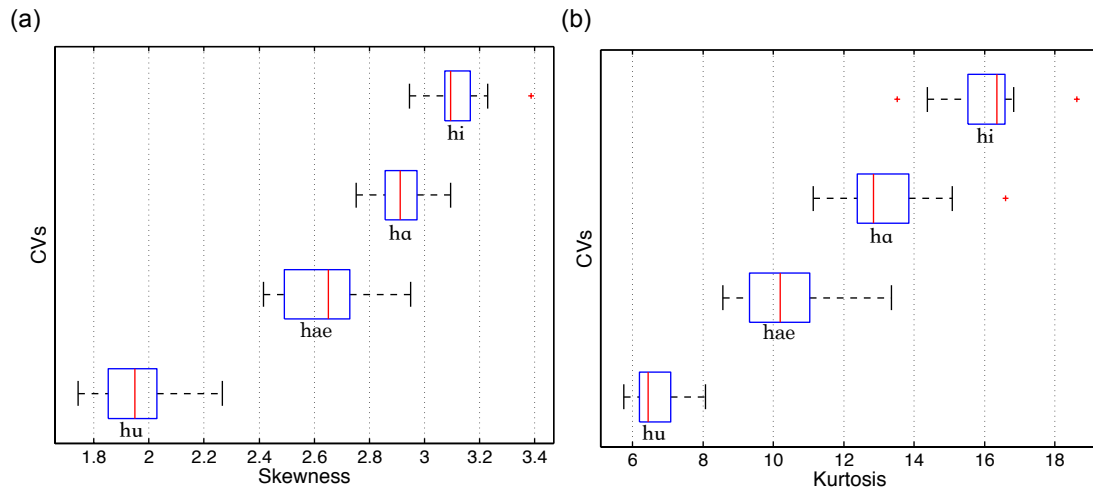 (a)
CVs
hi
hɑ
hae
hu
1.8 2 2.2 2.4 2.6 2.8 3 3.2 3.4
Skewness
(b)
CVs
hi
hɑ
hae
hu
6 8 10 12 14 16 18
Kurtosis